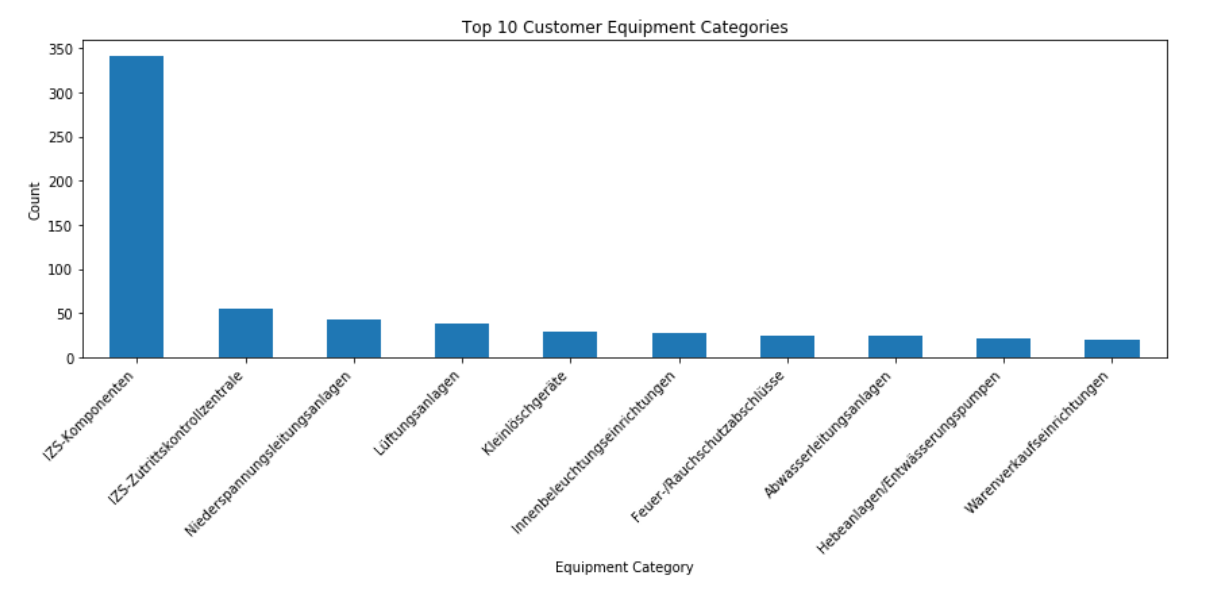 Top 10 Customer Equipment Categories
350
300
250
200
150
100
50
0
Count
IZS-Komponenten
IZS-Zutrittskontrollzentrale
Niederspannungsleitungsanlagen
Lüftungsanlagen
Kleinlöschgeräte
Innenbeleuchtungseinrichtungen
Feuer-/Rauchschutzabschlüsse
Abwasserleitungsanlagen
Hebeanlagen/Entwässerungspumpen
Warenverkaufseinrichtungen
Equipment Category